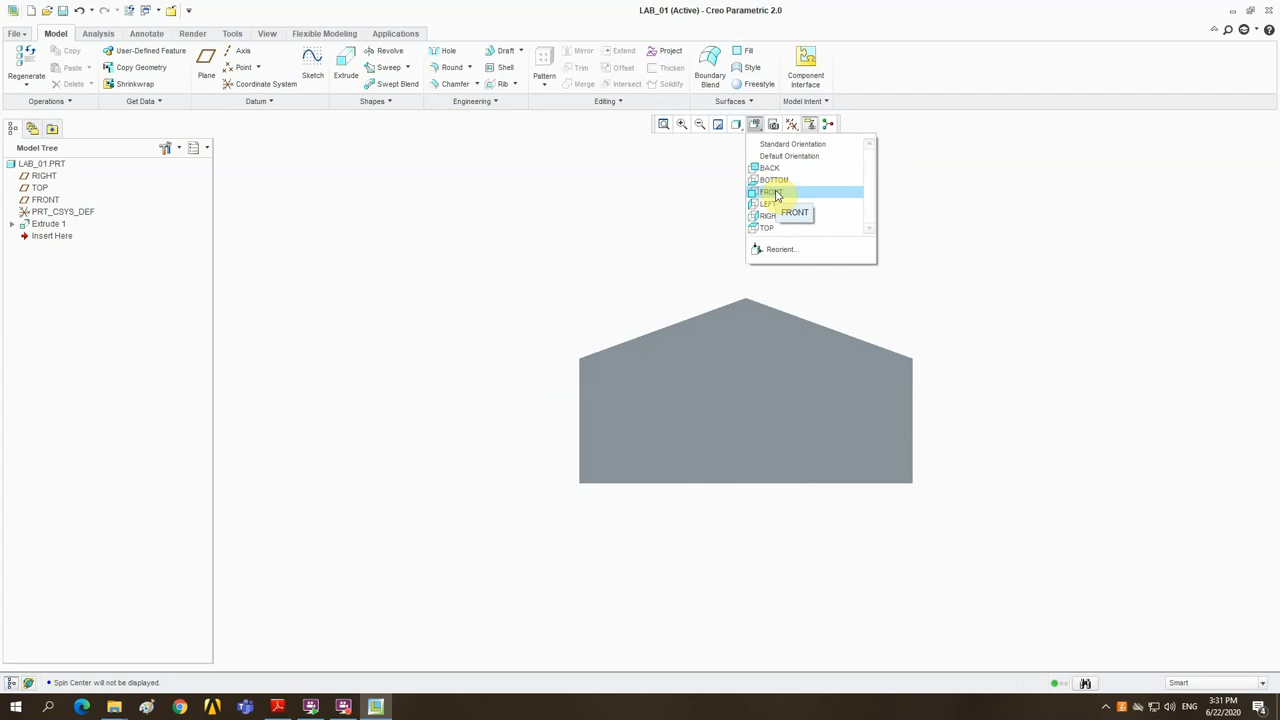 LAB_01 (Active) - Creo Parametric 2.0
File
Model
Analysis
Annotate
Render
Tools
View
Flexible Modeling
Applications
Regenerate
Copy
Paste
Delete
Operations
User-Defined Feature
Copy Geometry
Shrinkwrap
Get Data
Plane
Axis
Point
Coordinate System
Datum
Sketch
Extrude
Revolve
Sweep
Swept Blend
Shapes
Hole
Round
Chamfer
Draft
Shell
Rib
Engineering
Pattern
Mirror
Trim
Merge
Extend
Offset
Intersect
Project
Thicken
Solidify
Editing
Boundary
Blend
Fill
Style
Freestyle
Surfaces
Component
Interface
Model Intent
Model Tree
LAB_01.PRT
RIGHT
TOP
FRONT
PRT_CSYS_DEF
Extrude 1
Insert Here
Standard Orientation
Default Orientation
BACK
BOTTOM
FRONT
LEFT
RIGH
TOP
Reorient...
FRONT
Spin Center will not be displayed.
Smart
ENG
3:31 PM
6/22/2020
4